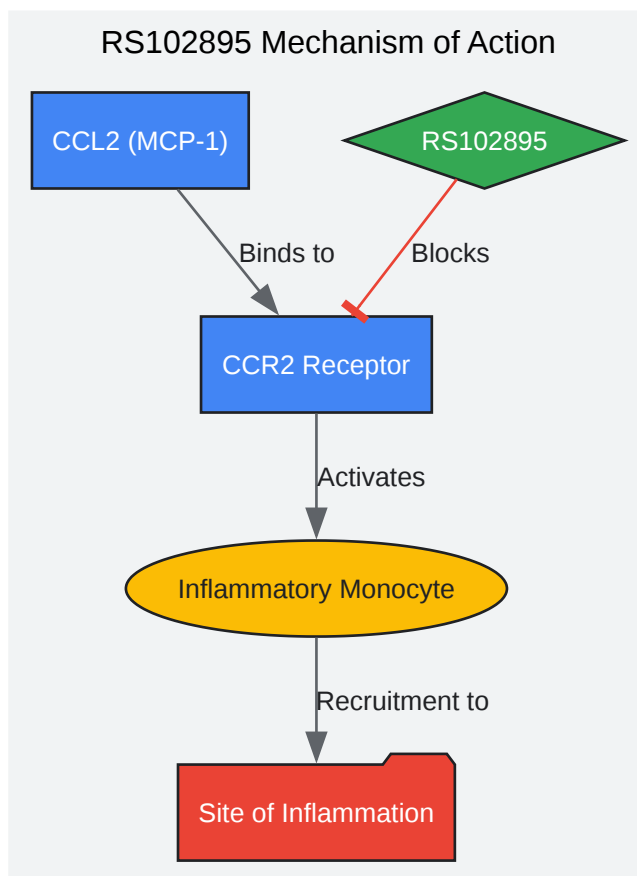 RS102895 Mechanism of Action
CCL2 (MCP-1)
RS102895
Binds to
Blocks
CCR2 Receptor
Activates
Inflammatory Monocyte
Recruitment to
Site of Inflammation